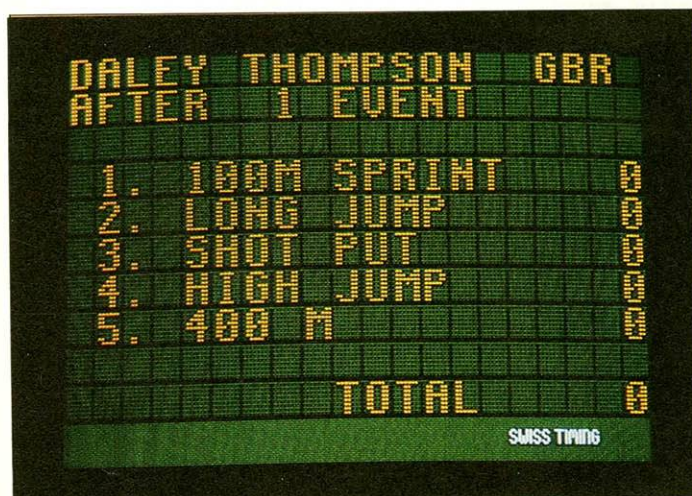 DALEY THOMPSON GBR
AFTER 1 EVENT
1. 100M SPRINT 0
2. LONG JUMP 0
3. SHOT PUT 0
4. HIGH JUMP 0
5. 400 M 0
TOTAL 0
SWISS TIMING